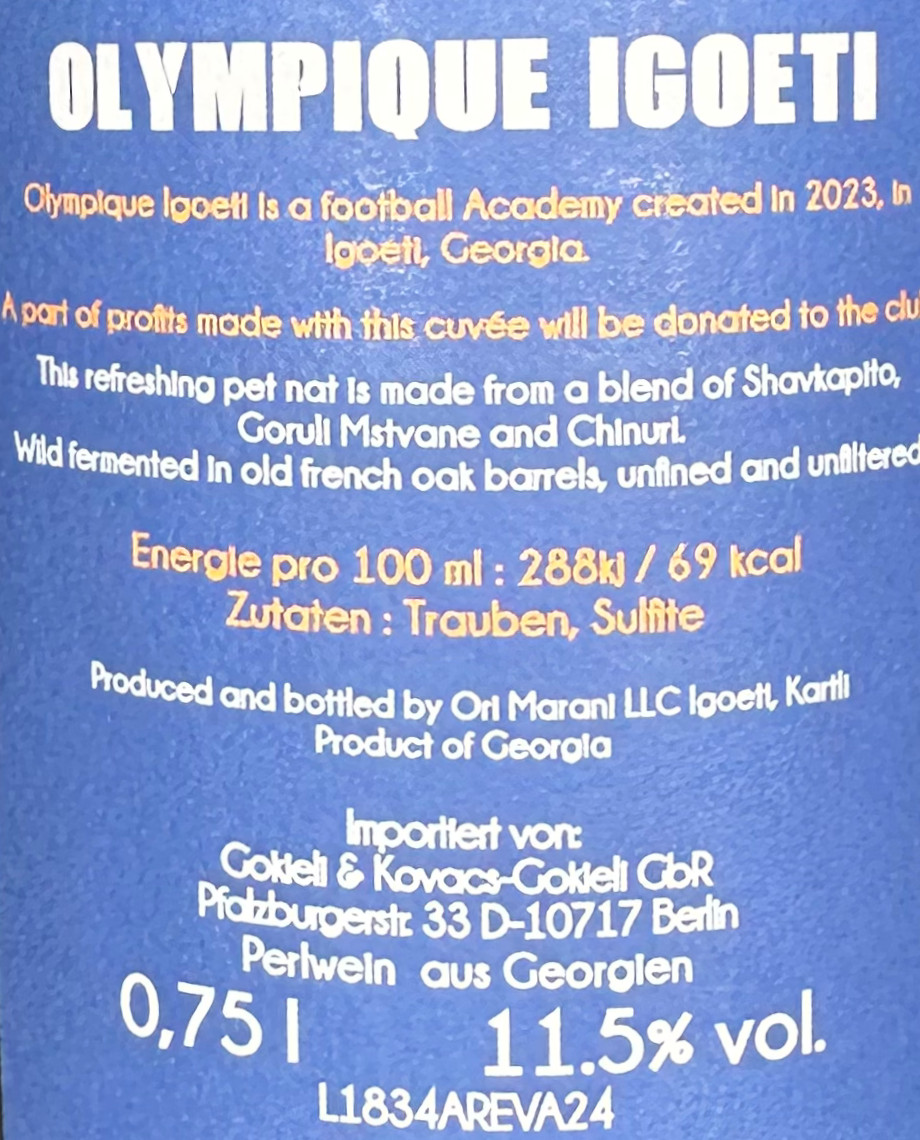 OLYMPIQUE IGOETI
Olympique Igoeti is a football Academy created in 2023, in
Igoeti, Georgia.
A part of profits made with this cuvée will be donated to the clu
This refreshing pet nat is made from a blend of Shavkapito,
Goruli Mstvane and Chinuri.
Wild fermented in old french oak barrels, unfined and unfiltered
Energie pro 100 ml : 288kj / 69 kcal
Zutaten : Trauben, Sulfite
Produced and bottled by Ori Marani LLC Igoeti, Kartli
Product of Georgia
Importiert von:
Gokieli & Kovacs-Gokieli GbR
Pfalzburgerstr. 33 D-10717 Berlin
Perlwein aus Georgien
0,75 l 11.5% vol.
L1834AREVA24